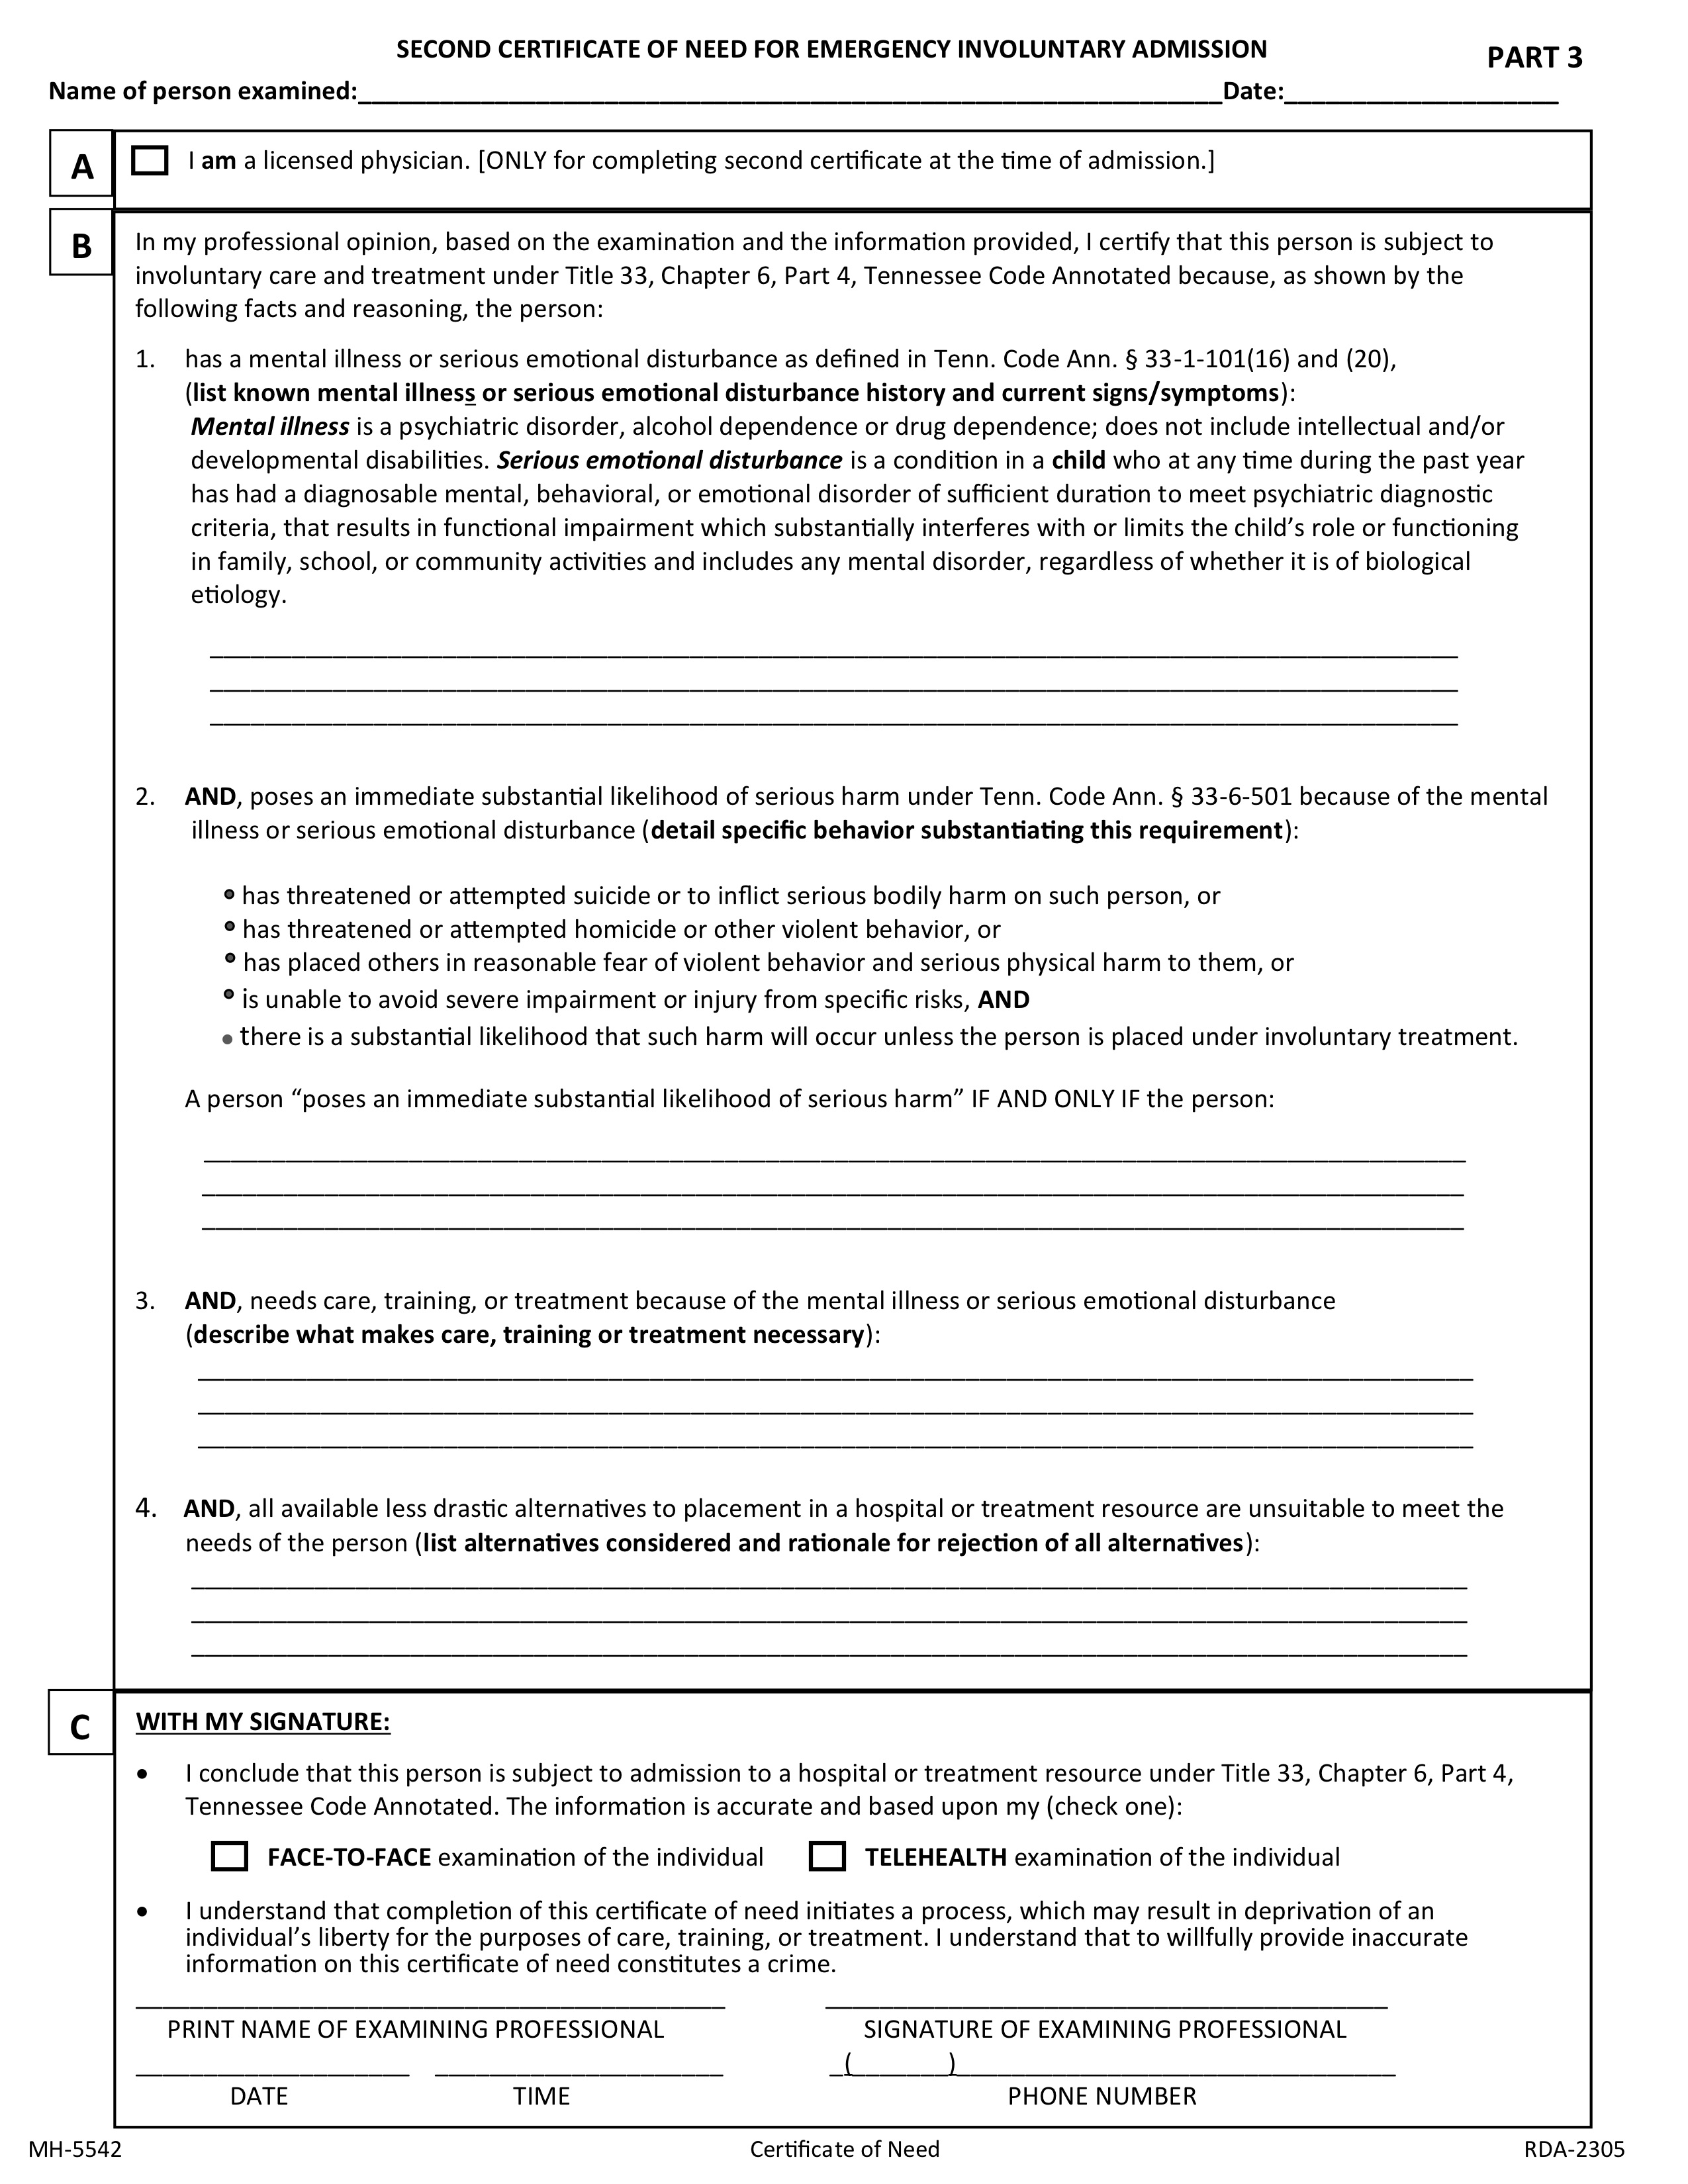 SECOND CERTIFICATE OF NEED FOR EMERGENCY INVOLUNTARY ADMISSION
PART 3
Name of person examined:________________________________________________Date:____________________
A
I am a licensed physician. [ONLY for completing second certificate at the time of admission.]
B
In my professional opinion, based on the examination and the information provided, I certify that this person is subject to
involuntary care and treatment under Title 33, Chapter 6, Part 4, Tennessee Code Annotated because, as shown by the
following facts and reasoning, the person:
1. has a mental illness or serious emotional disturbance as defined in Tenn. Code Ann. § 33-1-101(16) and (20),
(list known mental illness or serious emotional disturbance history and current signs/symptoms):
Mental illness is a psychiatric disorder, alcohol dependence or drug dependence; does not include intellectual and/or
developmental disabilities. Serious emotional disturbance is a condition in a child who at any time during the past year
has had a diagnosable mental, behavioral, or emotional disorder of sufficient duration to meet psychiatric diagnostic
criteria, that results in functional impairment which substantially interferes with or limits the child’s role or functioning
in family, school, or community activities and includes any mental disorder, regardless of whether it is of biological
etiology.
2. AND, poses an immediate substantial likelihood of serious harm under Tenn. Code Ann. § 33-6-501 because of the mental
illness or serious emotional disturbance (detail specific behavior substantiating this requirement):
• has threatened or attempted suicide or to inflict serious bodily harm on such person, or
• has threatened or attempted homicide or other violent behavior, or
• has placed others in reasonable fear of violent behavior and serious physical harm to them, or
• is unable to avoid severe impairment or injury from specific risks, AND
• there is a substantial likelihood that such harm will occur unless the person is placed under involuntary treatment.
A person “poses an immediate substantial likelihood of serious harm” IF AND ONLY IF the person:
3. AND, needs care, training, or treatment because of the mental illness or serious emotional disturbance
(describe what makes care, training or treatment necessary):
4. AND, all available less drastic alternatives to placement in a hospital or treatment resource are unsuitable to meet the
needs of the person (list alternatives considered and rationale for rejection of all alternatives):
C
WITH MY SIGNATURE:
• I conclude that this person is subject to admission to a hospital or treatment resource under Title 33, Chapter 6, Part 4,
Tennessee Code Annotated. The information is accurate and based upon my (check one):
FACE-TO-FACE examination of the individual TELEHEALTH examination of the individual
• I understand that completion of this certificate of need initiates a process, which may result in deprivation of an
individual’s liberty for the purposes of care, training, or treatment. I understand that to willfully provide inaccurate
information on this certificate of need constitutes a crime.
PRINT NAME OF EXAMINING PROFESSIONAL SIGNATURE OF EXAMINING PROFESSIONAL
_(_______)________________
DATE TIME PHONE NUMBER
MH-5542 Certificate of Need RDA-2305